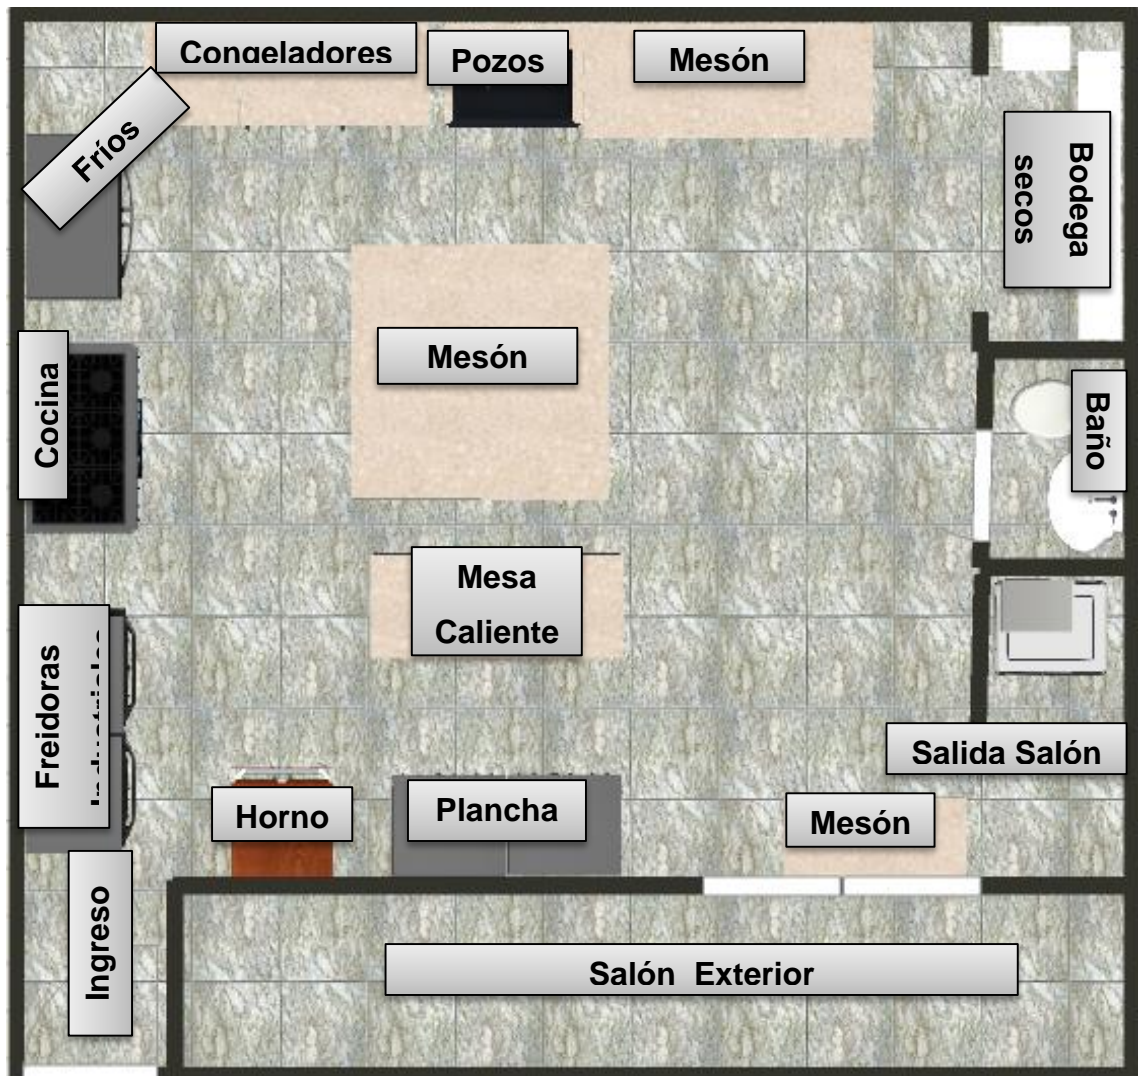 Congeladores
Pozos
Mesón
Fríos
Bodega
secos
Mesón
Cocina
Baño
Mesa
Caliente
Freidoras
Salida Salón
Horno
Plancha
Mesón
Ingreso
Salón Exterior